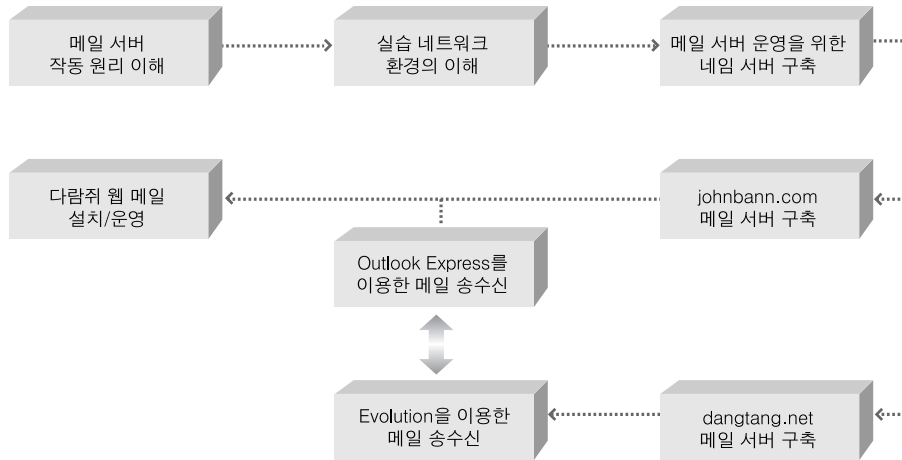 메일 서버
작동 원리 이해
실습 네트워크
환경의 이해
메일 서버 운영을 위한
네임 서버 구축
다람쥐 웹 메일
설치/운영
johnbann.com
메일 서버 구축
Outlook Express를
이용한 메일 송수신
Evolution을 이용한
메일 송수신
dangtang.net
메일 서버 구축